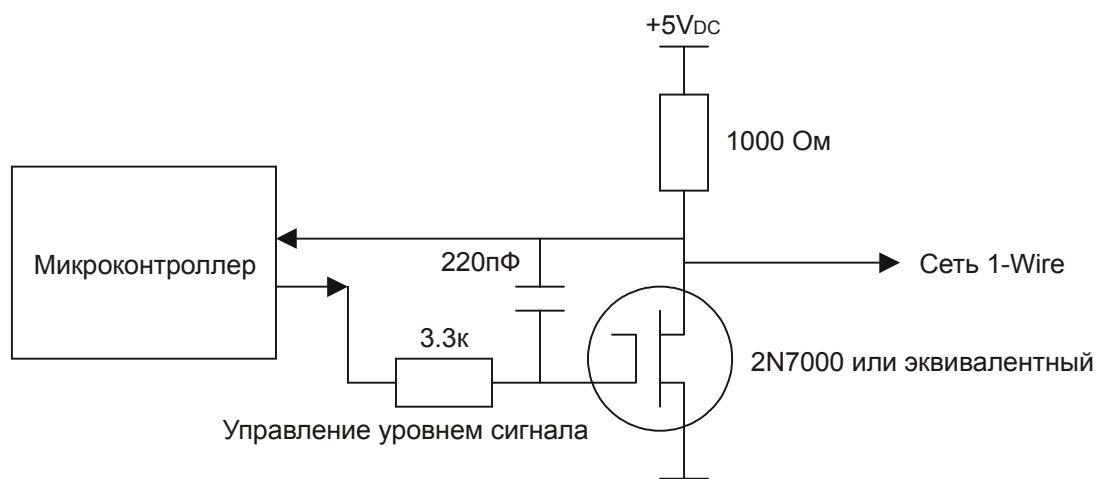 +5VDC
1000 Ом
Микроконтроллер
220пФ
Сеть 1-Wire
3.3к
2N7000 или эквивалентный
Управление уровнем сигнала